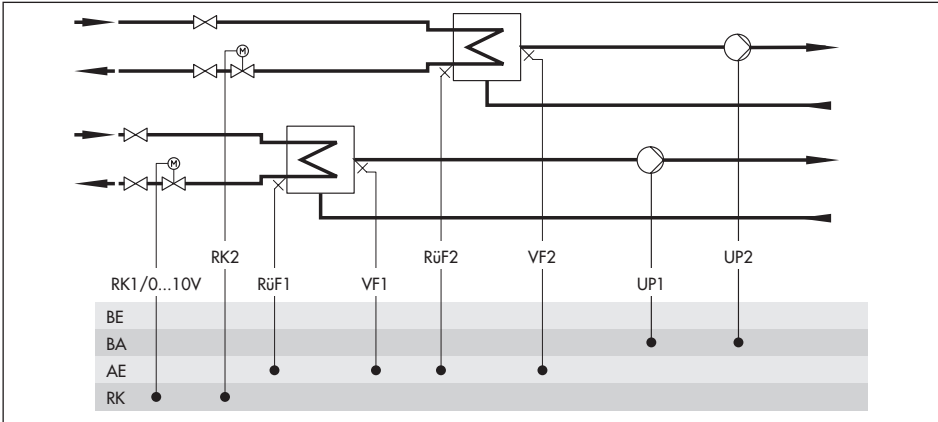 M
M
RK2
RüF2
VF2
UP2
RK1/0...10V
RüF1
VF1
UP1
BE
BA
AE
RK